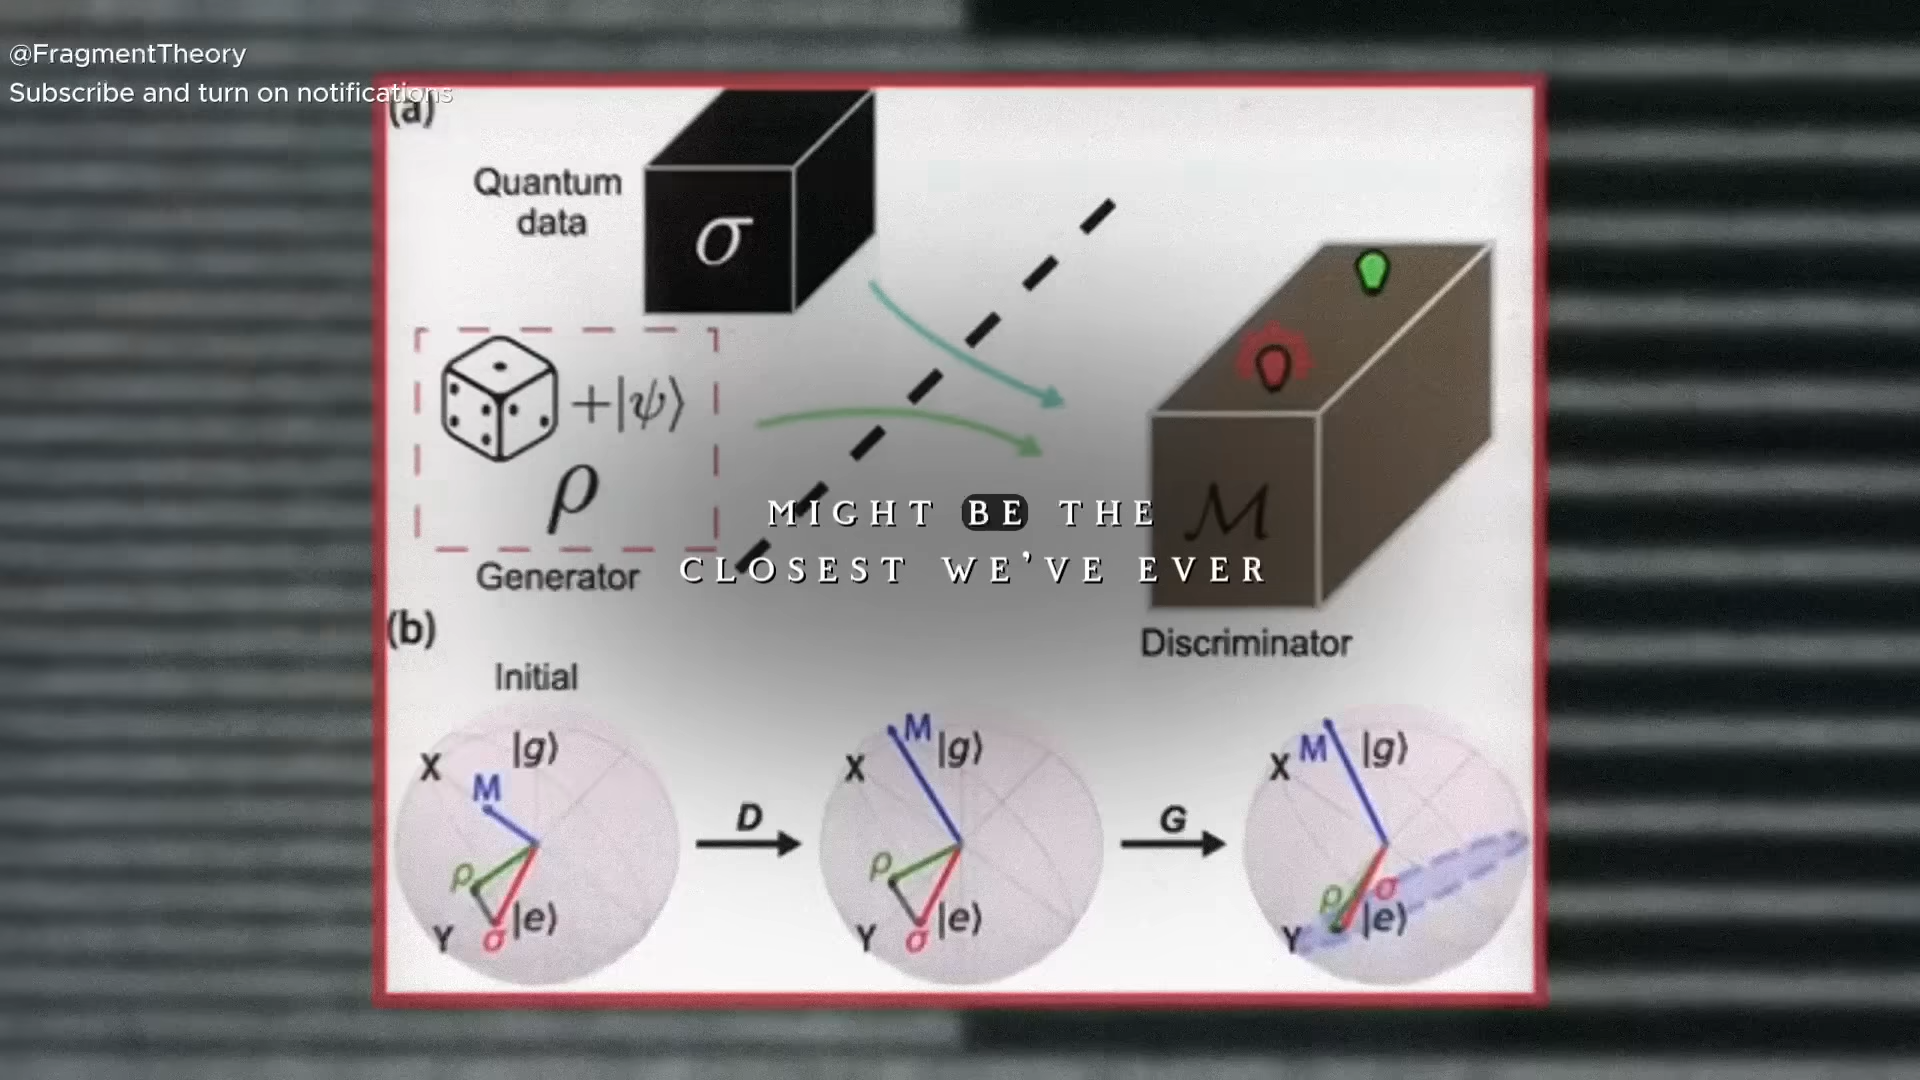 @FragmentTheory
Subscribe and turn on notifications
(a)
Quantum
data
σ
+|ψ⟩
ρ
Generator
M
Discriminator
MIGHT BE THE
CLOSEST WE'VE EVER
(b)
Initial
X
|g⟩
M
ρ
Y
σ
|e⟩
D
X
M
|g⟩
ρ
Y
σ
|e⟩
G
X
M
|g⟩
ρ
σ
Y
|e⟩